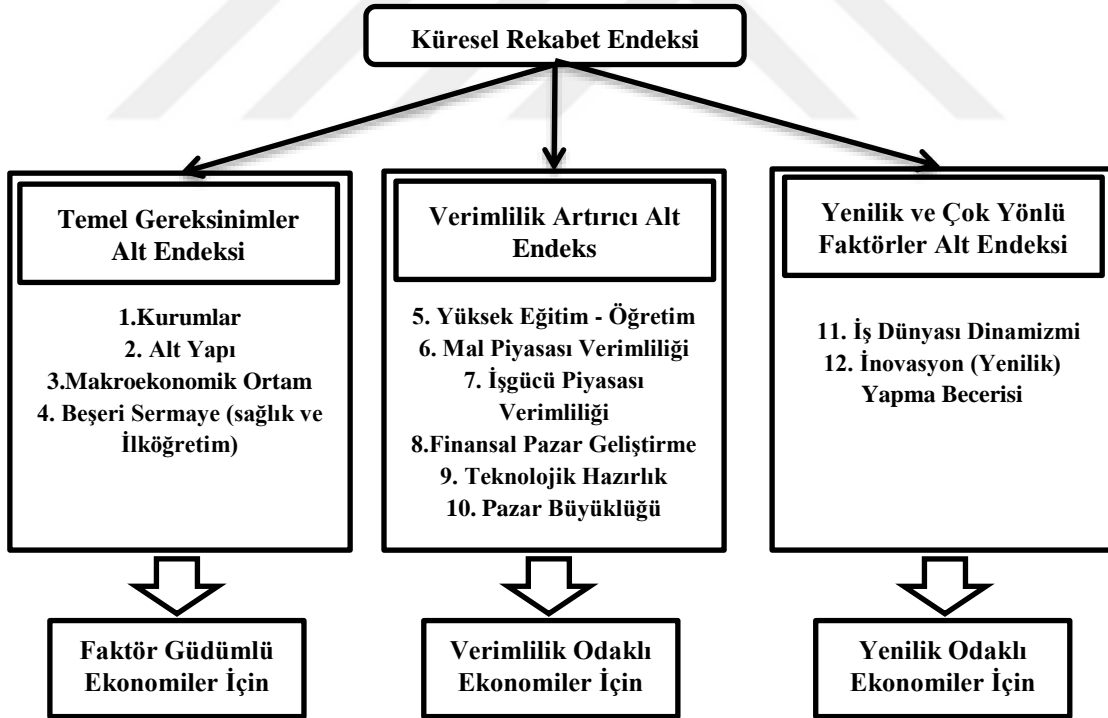 Küresel Rekabet Endeksi
Temel Gereksinimler
Alt Endeksi
1.Kurumlar
2. Alt Yapı
3.Makroekonomik Ortam
4. Beşeri Sermaye (sağlık ve
İlköğretim)
Faktör Güdümlü
Ekonomiler İçin
Verimlilik Artırıcı Alt
Endeks
5. Yüksek Eğitim - Öğretim
6. Mal Piyasası Verimliliği
7. İşgücü Piyasası
Verimliliği
8.Finansal Pazar Geliştirme
9. Teknolojik Hazırlık
10. Pazar Büyüklüğü
Verimlilik Odaklı
Ekonomiler İçin
Yenilik ve Çok Yönlü
Faktörler Alt Endeksi
11. İş Dünyası Dinamizmi
12. İnovasyon (Yenilik)
Yapma Becerisi
Yenilik Odaklı
Ekonomiler İçin